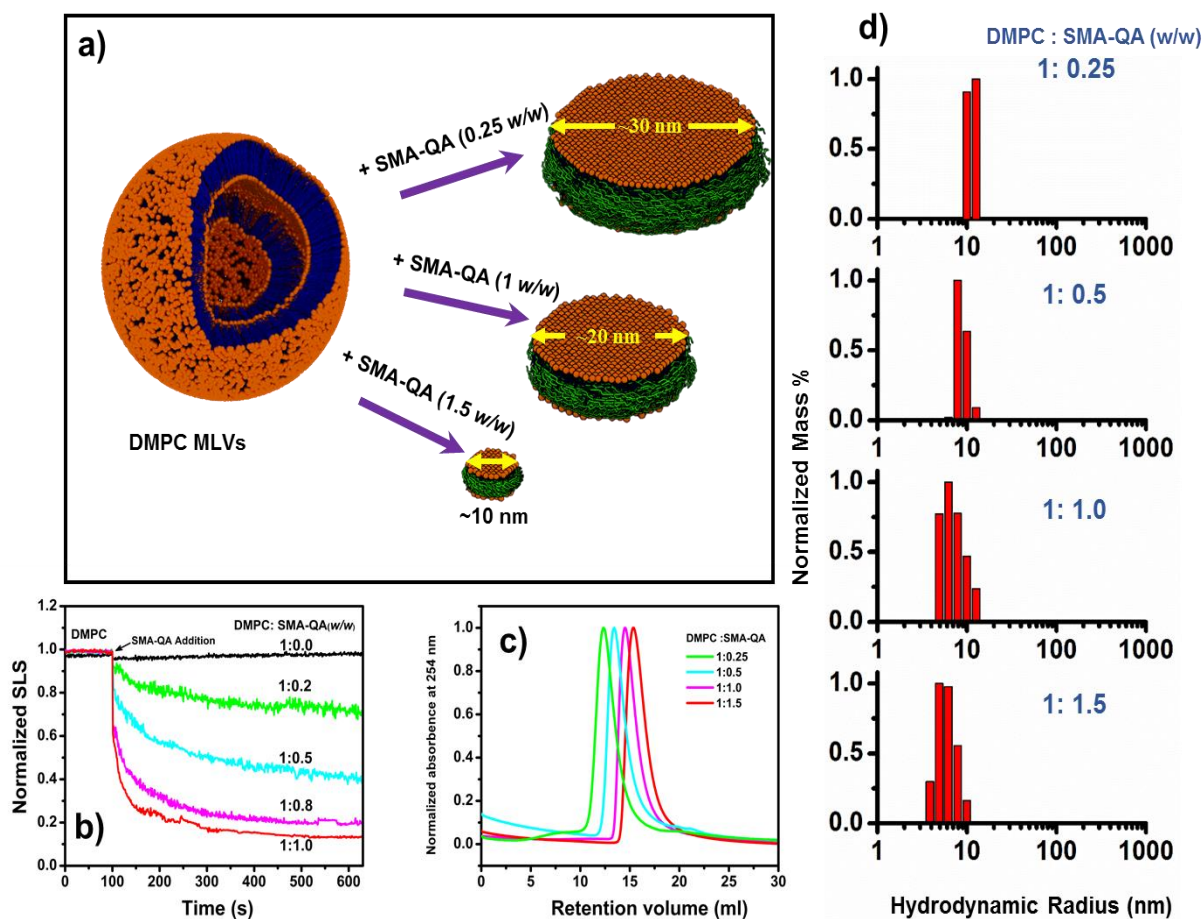 a)
+ SMA-QA (0.25 w/w)
~30 nm
+ SMA-QA (1 w/w)
~20 nm
+ SMA-QA
(1.5 w/w)
~10 nm
DMPC MLVs
b)
Normalized SLS
1.2
1.0
0.8
0.6
0.4
0.2
0.0
DMPC
SMA-QA Addition
DMPC: SMA-QA(w/w)
1:0.0
1:0.2
1:0.5
1:0.8
1:1.0
0 100 200 300 400 500 600
Time (s)
c)
Normalized absorbence at 254 nm
1.0
0.8
0.6
0.4
0.2
0.0
DMPC :SMA-QA
1:0.25
1:0.5
1:1.0
1:1.5
0 5 10 15 20 25 30
Retention volume (ml)
d)
DMPC : SMA-QA (w/w)
Normalized Mass %
1: 0.25
1.0
0.5
0.0
1 10 100 1000
1: 0.5
1.0
0.5
0.0
1 10 100 1000
1: 1.0
1.0
0.5
0.0
1 10 100 1000
1: 1.5
1.0
0.5
0.0
1 10 100 1000
Hydrodynamic Radius (nm)